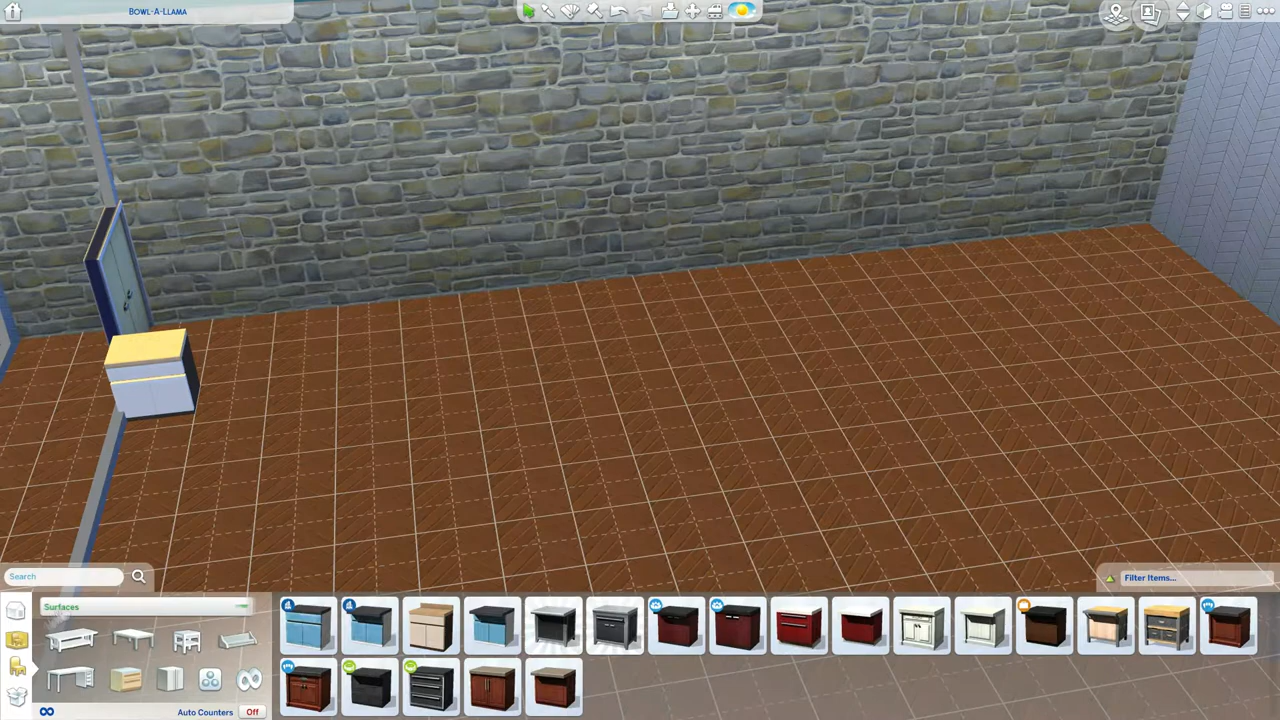 Bowl-A-Llama
Search
Filter Items...
Surfaces
Auto Counters
Off